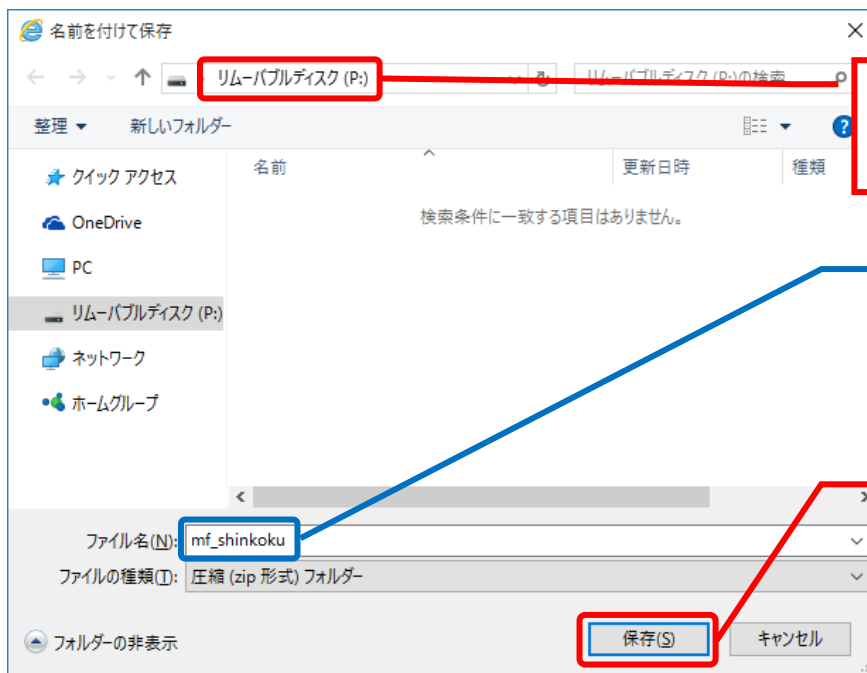 名前を付けて保存
リムーバブルディスク (P:)
リムーバブルディスク (P:)の検索
整理
新しいフォルダー
名前
更新日時
種類
クイック アクセス
検索条件に一致する項目はありません。
OneDrive
PC
リムーバブルディスク (P:)
ネットワーク
ホームグループ
ファイル名(N): mf_shinkoku
ファイルの種類(T): 圧縮 (zip 形式) フォルダー
フォルダーの非表示
保存(S)
キャンセル